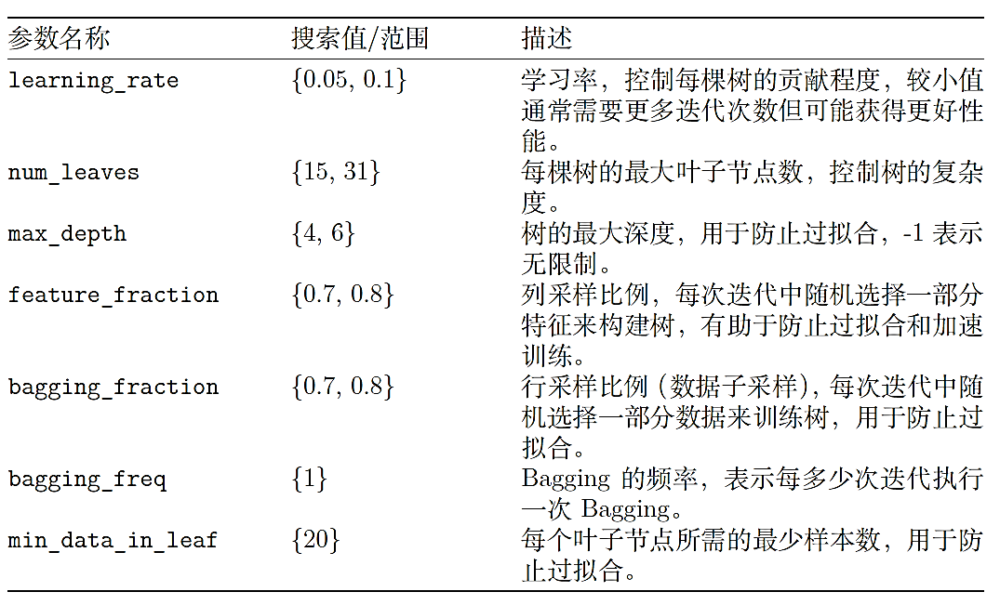 参数名称 搜索值/范围 描述
learning_rate {0.05, 0.1} 学习率，控制每棵树的贡献程度，较小值
通常需要更多迭代次数但可能获得更好性
能。
num_leaves {15, 31} 每棵树的最大叶子节点数，控制树的复杂
度。
max_depth {4, 6} 树的最大深度，用于防止过拟合，-1 表示
无限制。
feature_fraction {0.7, 0.8} 列采样比例，每次迭代中随机选择一部分
特征来构建树，有助于防止过拟合和加速
训练。
bagging_fraction {0.7, 0.8} 行采样比例（数据子采样），每次迭代中随
机选择一部分数据来训练树，用于防止过
拟合。
bagging_freq {1} Bagging 的频率，表示每多少次迭代执行
一次 Bagging。
min_data_in_leaf {20} 每个叶子节点所需的最少样本数，用于防
止过拟合。